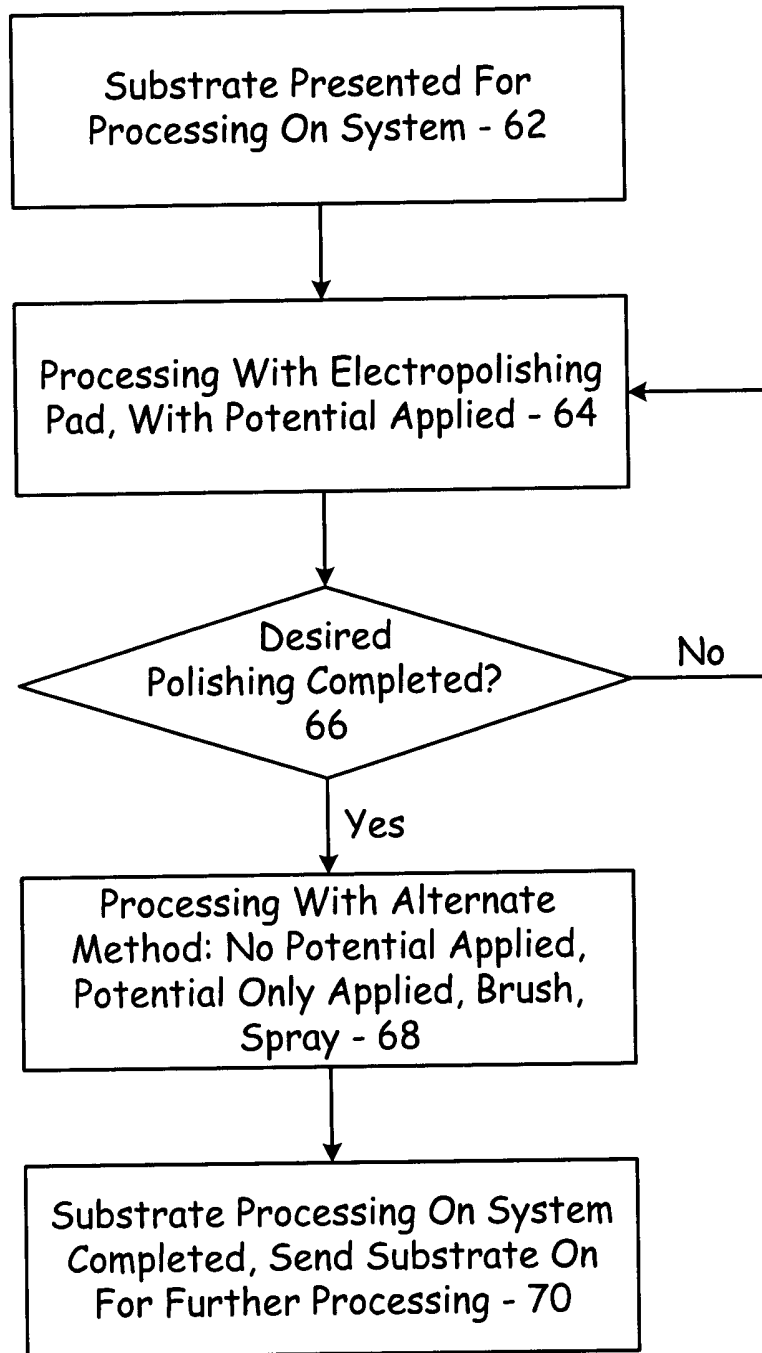 Substrate Presented For
Processing On System - 62
Processing With Electropolishing
Pad, With Potential Applied - 64
Desired
Polishing Completed?
66
No
Yes
Processing With Alternate
Method: No Potential Applied,
Potential Only Applied, Brush,
Spray - 68
Substrate Processing On System
Completed, Send Substrate On
For Further Processing - 70